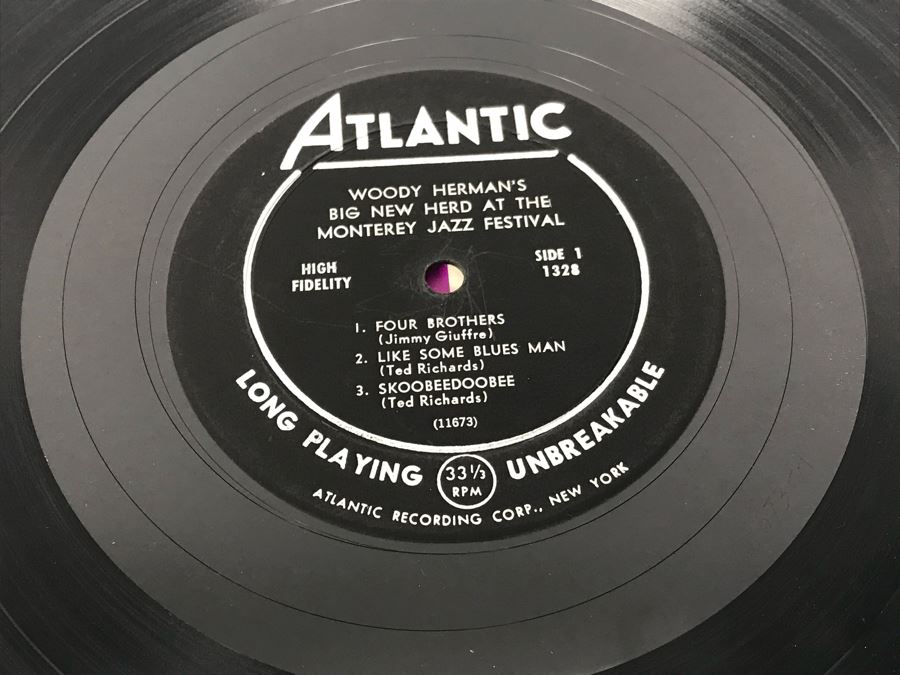 ATLANTIC
WOODY HERMAN'S
BIG NEW HERD AT THE
MONTEREY JAZZ FESTIVAL
HIGH
FIDELITY
SIDE 1
1328
1. FOUR BROTHERS
(Jimmy Giuffre)
2. LIKE SOME BLUES MAN
(Ted Richards)
3. SKOOBEEDOOBEE
(Ted Richards)
(11673)
LONG PLAYING
33 1/3
RPM
UNBREAKABLE
ATLANTIC RECORDING CORP., NEW YORK